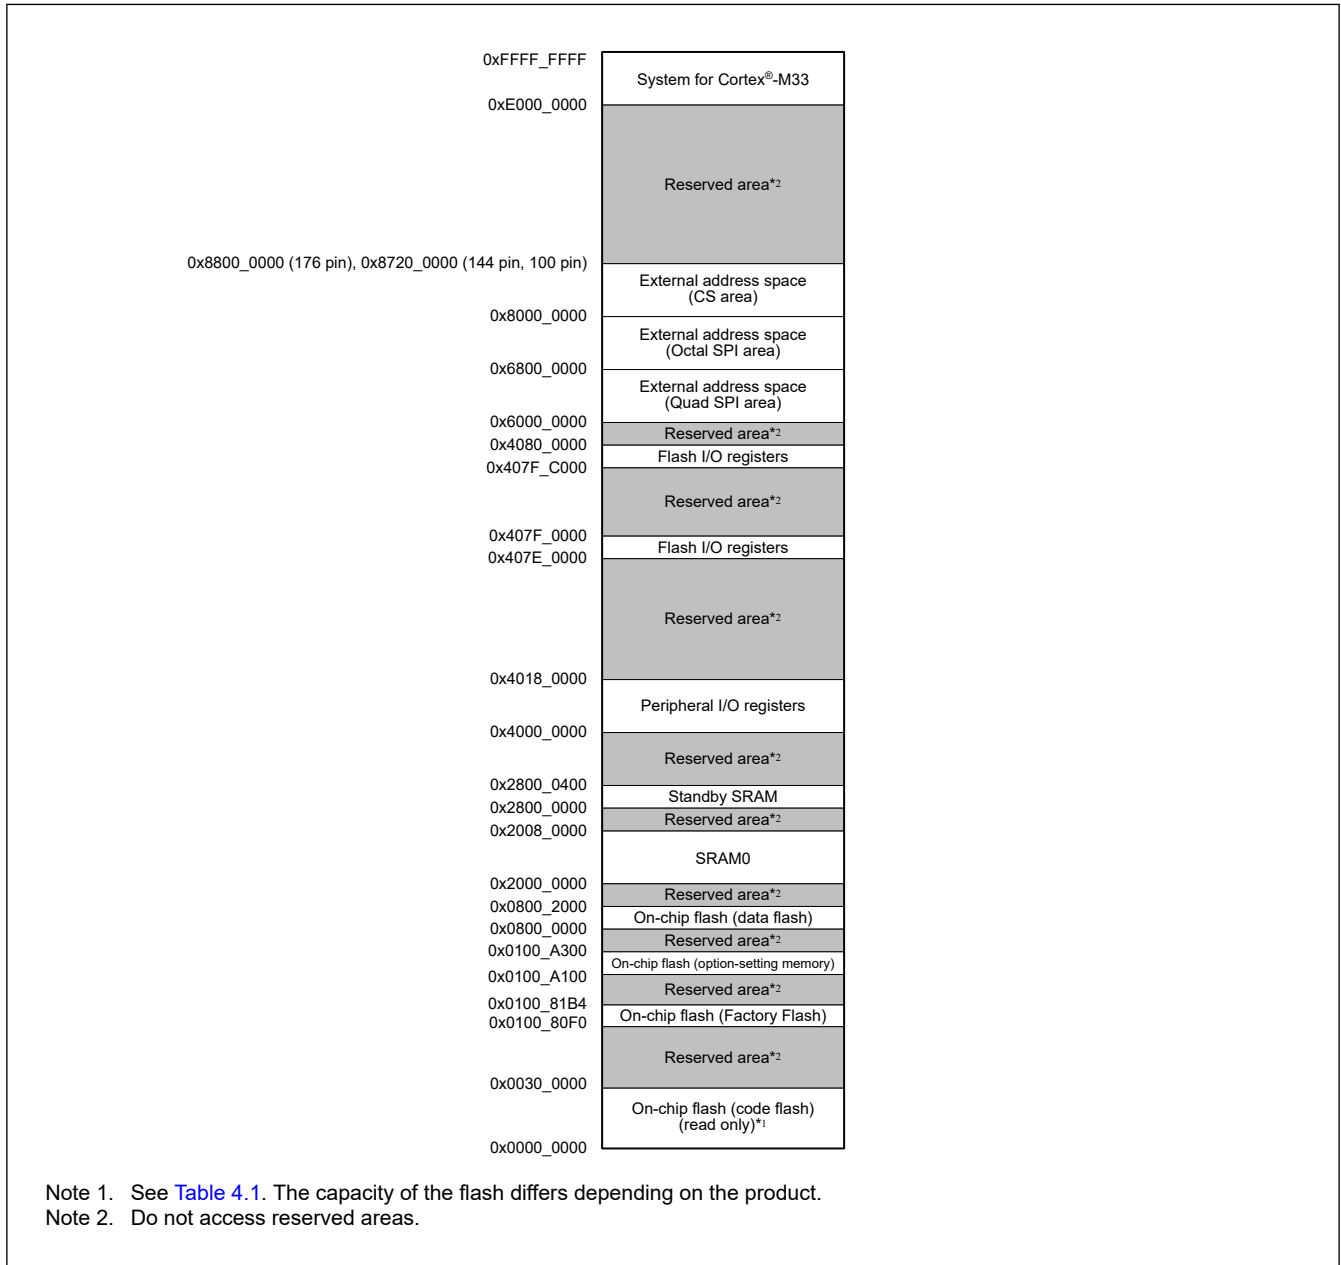 0xFFFF_FFFF
System for Cortex®-M33
0xE000_0000
Reserved area*2
0x8800_0000 (176 pin), 0x8720_0000 (144 pin, 100 pin)
External address space
(CS area)
0x8000_0000
External address space
(Octal SPI area)
0x6800_0000
External address space
(Quad SPI area)
0x6000_0000
Reserved area*2
0x4080_0000
Flash I/O registers
0x407F_C000
Reserved area*2
0x407F_0000
Flash I/O registers
0x407E_0000
Reserved area*2
0x4018_0000
Peripheral I/O registers
0x4000_0000
Reserved area*2
0x2800_0400
Standby SRAM
0x2800_0000
Reserved area*2
0x2008_0000
SRAM0
0x2000_0000
Reserved area*2
0x0800_2000
On-chip flash (data flash)
0x0800_0000
Reserved area*2
0x0100_A300
On-chip flash (option-setting memory)
0x0100_A100
Reserved area*2
0x0100_81B4
On-chip flash (Factory Flash)
0x0100_80F0
Reserved area*2
0x0030_0000
On-chip flash (code flash)
(read only)*1
0x0000_0000
Note 1. See Table 4.1. The capacity of the flash differs depending on the product.
Note 2. Do not access reserved areas.